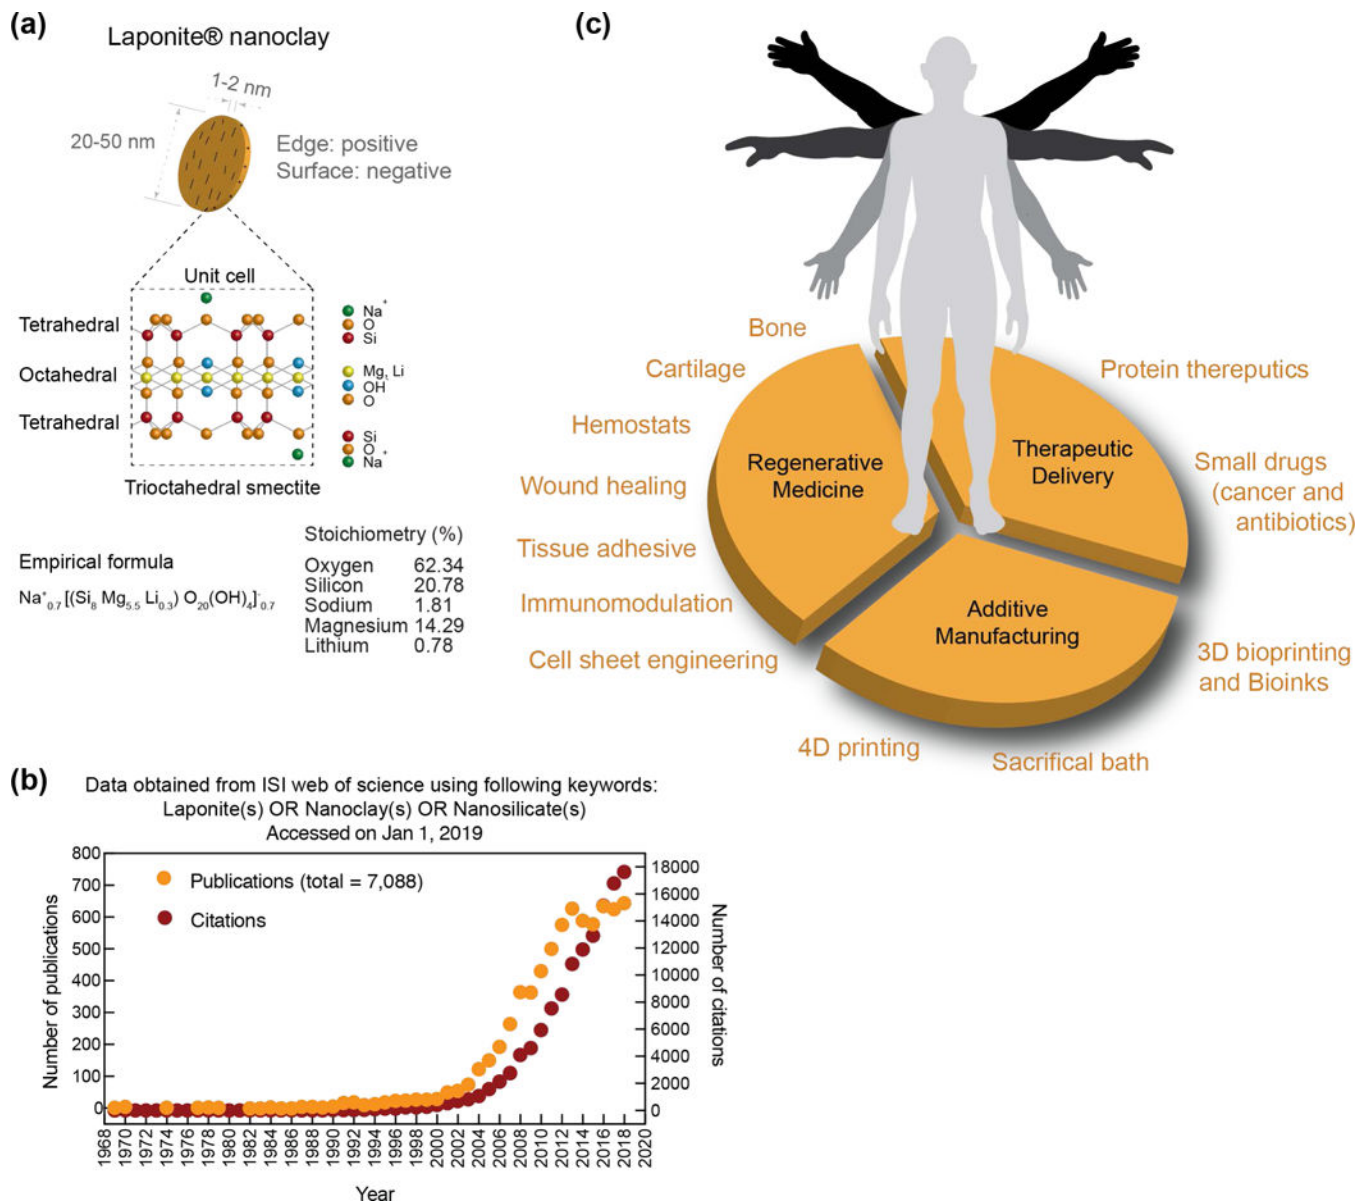 (a)
Laponite® nanoclay
1-2 nm
20-50 nm
Edge: positive
Surface: negative
Unit cell
Tetrahedral
Octahedral
Tetrahedral
Na+
O
Si
Mg, Li
OH
O
Si
O
Na+
Trioctahedral smectite
Empirical formula
Na+0.7 [(Si8 Mg5.5 Li0.3) O20(OH)4]-0.7
Stoichiometry (%)
Oxygen 62.34
Silicon 20.78
Sodium 1.81
Magnesium 14.29
Lithium 0.78
(c)
Bone
Cartilage
Hemostats
Wound healing
Tissue adhesive
Immunomodulation
Cell sheet engineering
Regenerative
Medicine
Therapeutic
Delivery
Additive
Manufacturing
Protein thereputics
Small drugs
(cancer and
antibiotics)
3D bioprinting
and Bioinks
4D printing
Sacrifical bath
(b)
Data obtained from ISI web of science using following keywords:
Laponite(s) OR Nanoclay(s) OR Nanosilicate(s)
Accessed on Jan 1, 2019
Publications (total = 7,088)
Citations
Number of publications
800
700
600
500
400
300
200
100
0
Number of citations
18000
16000
14000
12000
10000
8000
6000
4000
2000
0
1968 1970 1972 1974 1976 1978 1980 1982 1984 1986 1988 1990 1992 1994 1996 1998 2000 2002 2004 2006 2008 2010 2012 2014 2016 2018 2020
Year